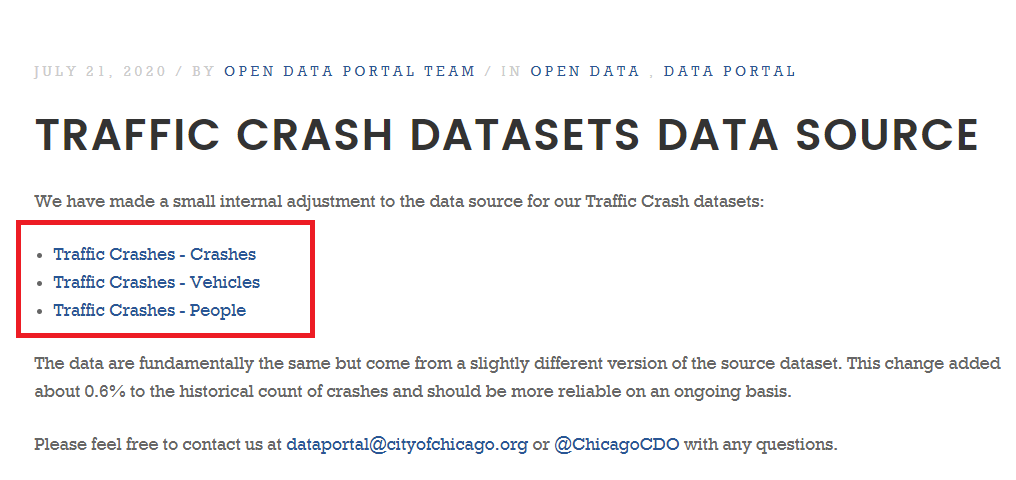 JULY 21, 2020 / BY OPEN DATA PORTAL TEAM / IN OPEN DATA , DATA PORTAL
TRAFFIC CRASH DATASETS DATA SOURCE
We have made a small internal adjustment to the data source for our Traffic Crash datasets:
• Traffic Crashes - Crashes
• Traffic Crashes - Vehicles
• Traffic Crashes - People
The data are fundamentally the same but come from a slightly different version of the source dataset. This change added
about 0.6% to the historical count of crashes and should be more reliable on an ongoing basis.
Please feel free to contact us at dataportal@cityofchicago.org or @ChicagoCDO with any questions.